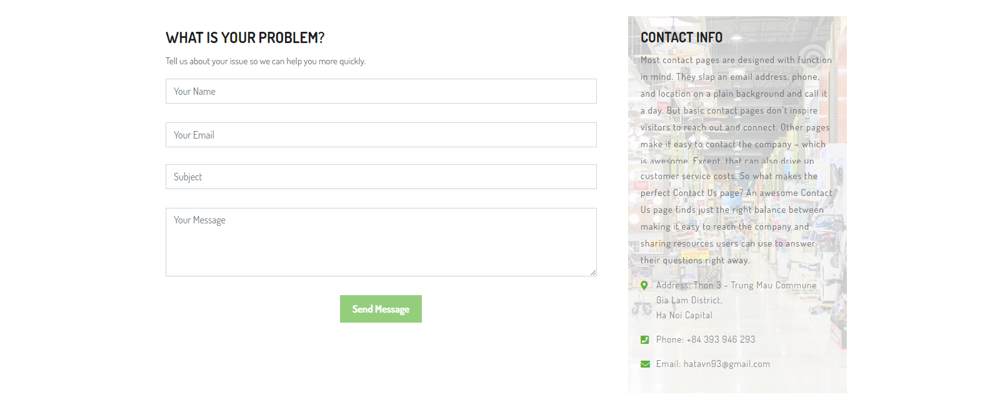 WHAT IS YOUR PROBLEM?
Tell us about your issue so we can help you more quickly.
Your Name
Your Email
Subject
Your Message
Send Message
CONTACT INFO
Most contact pages are designed with function
in mind. They slap an email address, phone,
and location on a plain background and call it
a day. But basic contact pages don't inspire
visitors to reach out and connect. Other pages
make it easy to contact the company – which
is awesome. Except, that can also drive up
customer service costs. So what makes the
perfect Contact Us page? An awesome Contact
Us page finds just the right balance between
making it easy to reach the company and
sharing resources users can use to answer
their questions right away.
Address: Thon 3 - Trung Mau Commune
Gia Lam District,
Ha Noi Capital
Phone: +84 393 946 293
Email: hatavn93@gmail.com